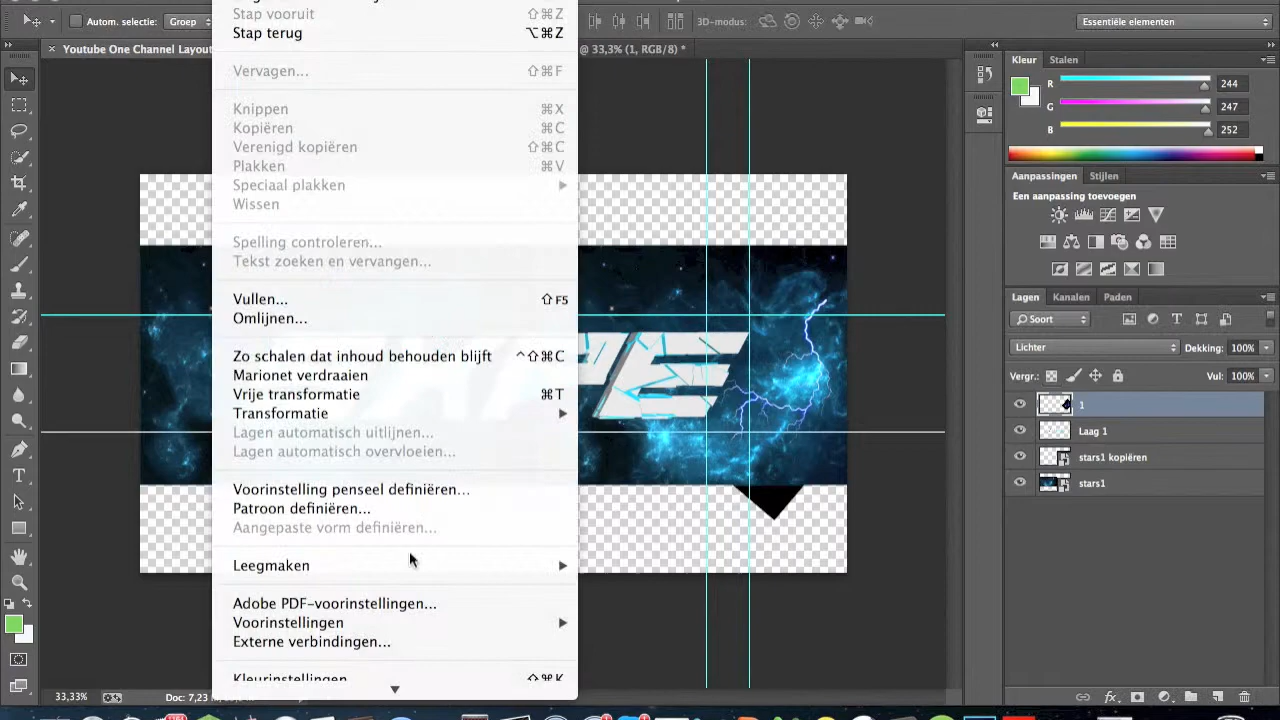 Stap vooruit ⇧⌘Z
Stap terug ⌥⌘Z
Vervagen... ⇧⌘F
Knippen ⌘X
Kopiëren ⌘C
Verenigd kopiëren ⇧⌘C
Plakken ⌘V
Speciaal plakken
Wissen
Spelling controleren...
Tekst zoeken en vervangen...
Vullen... ⇧F5
Omlijnen...
Zo schalen dat inhoud behouden blijft ^⇧⌘C
Marionet verdraaien
Vrije transformatie ⌘T
Transformatie
Lagen automatisch uitlijnen...
Lagen automatisch overvloeien...
Voorinstelling penseel definiëren...
Patroon definiëren...
Aangepaste vorm definiëren...
Leegmaken
Adobe PDF-voorinstellingen...
Voorinstellingen
Externe verbindingen...
Kleurinstellingen ⇧⌘K
Autom. selecteer: Groep
3D-modus:
Essentiële elementen
Youtube One Channel Layou
@ 33,3% (1, RGB/8) *
33,33%
Doc: 7,23
Kleur Stalen
R 244
G 247
B 252
Aanpassingen Stijlen
Een aanpassing toevoegen
Lagen Kanalen Paden
Soort
Lichter Dekking: 100%
Vergr.: Vul: 100%
1
Laag 1
stars1 kopiëren
stars1